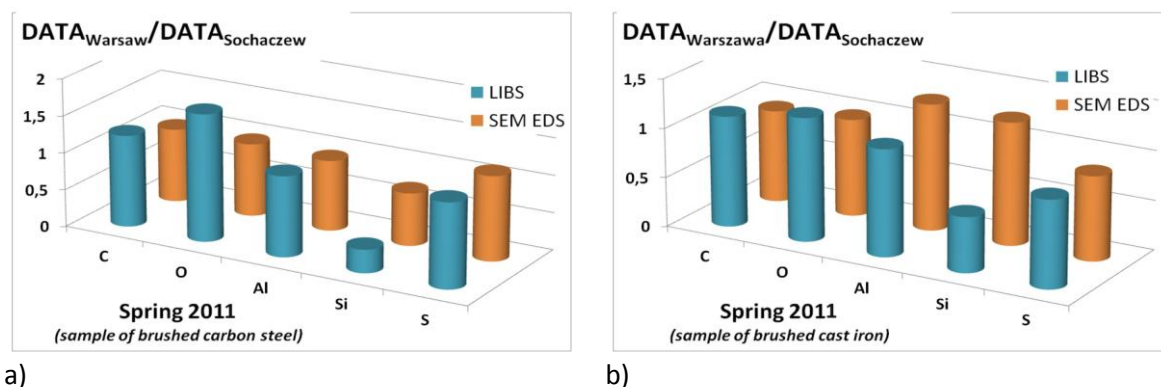 DATAWarsaw/DATASochaczew
2
1,5
1
0,5
0
LIBS
SEM EDS
C
O
Al
Si
S
Spring 2011
(sample of brushed carbon steel)
a)
DATAWarszawa/DATASochaczew
1,5
1
0,5
0
LIBS
SEM EDS
C
O
Al
Si
S
Spring 2011
(sample of brushed cast iron)
b)